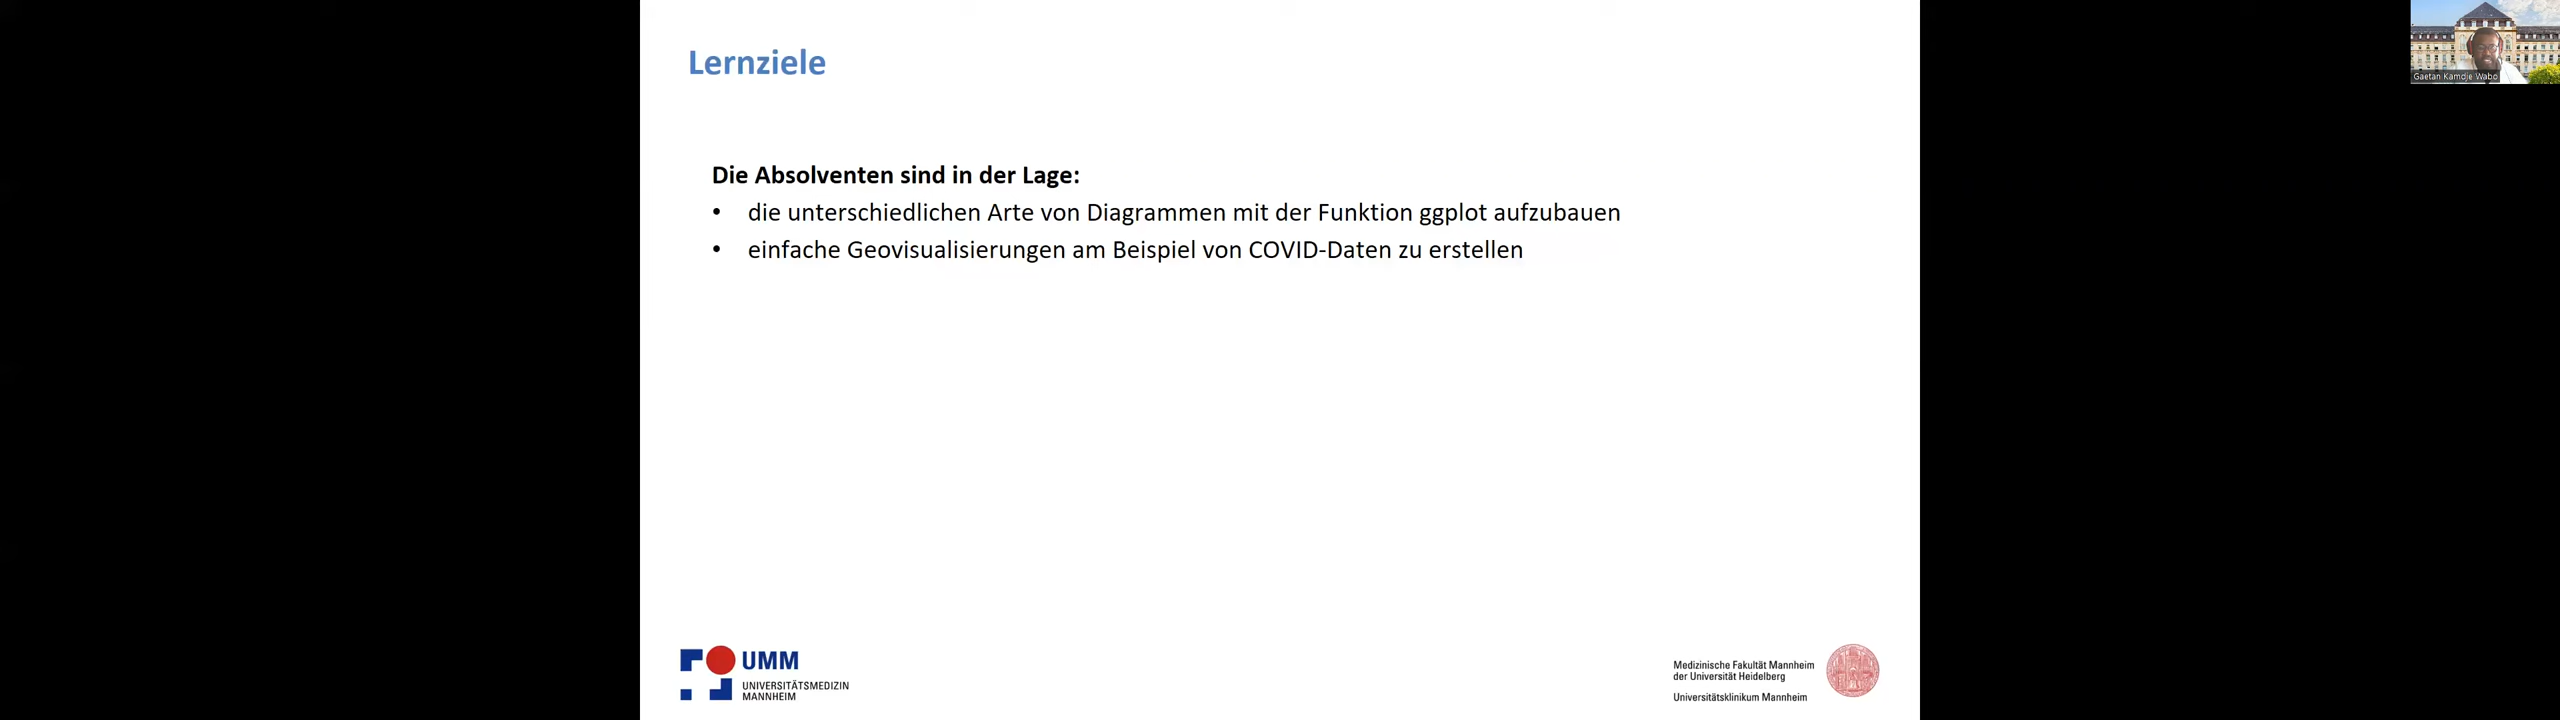 Lernziele
Gaetan Kamdje Wabo
Die Absolventen sind in der Lage:
• die unterschiedlichen Arte von Diagrammen mit der Funktion ggplot aufzubauen
• einfache Geovisualisierungen am Beispiel von COVID-Daten zu erstellen
UMM
UNIVERSITÄTSMEDIZIN
MANNHEIM
Medizinische Fakultät Mannheim
der Universität Heidelberg
Universitätsklinikum Mannheim